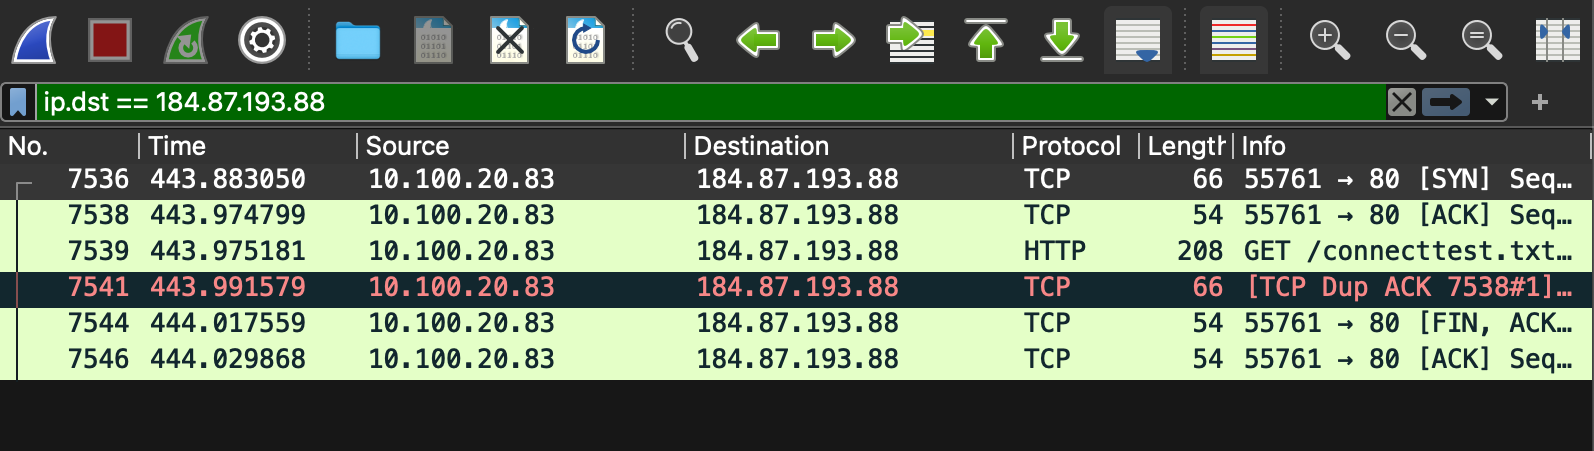 ip.dst == 184.87.193.88
No. Time Source Destination Protocol Length Info
7536 443.883050 10.100.20.83 184.87.193.88 TCP 66 55761 → 80 [SYN] Seq…
7538 443.974799 10.100.20.83 184.87.193.88 TCP 54 55761 → 80 [ACK] Seq…
7539 443.975181 10.100.20.83 184.87.193.88 HTTP 208 GET /connecttest.txt…
7541 443.991579 10.100.20.83 184.87.193.88 TCP 66 [TCP Dup ACK 7538#1]…
7544 444.017559 10.100.20.83 184.87.193.88 TCP 54 55761 → 80 [FIN, ACK…
7546 444.029868 10.100.20.83 184.87.193.88 TCP 54 55761 → 80 [ACK] Seq…